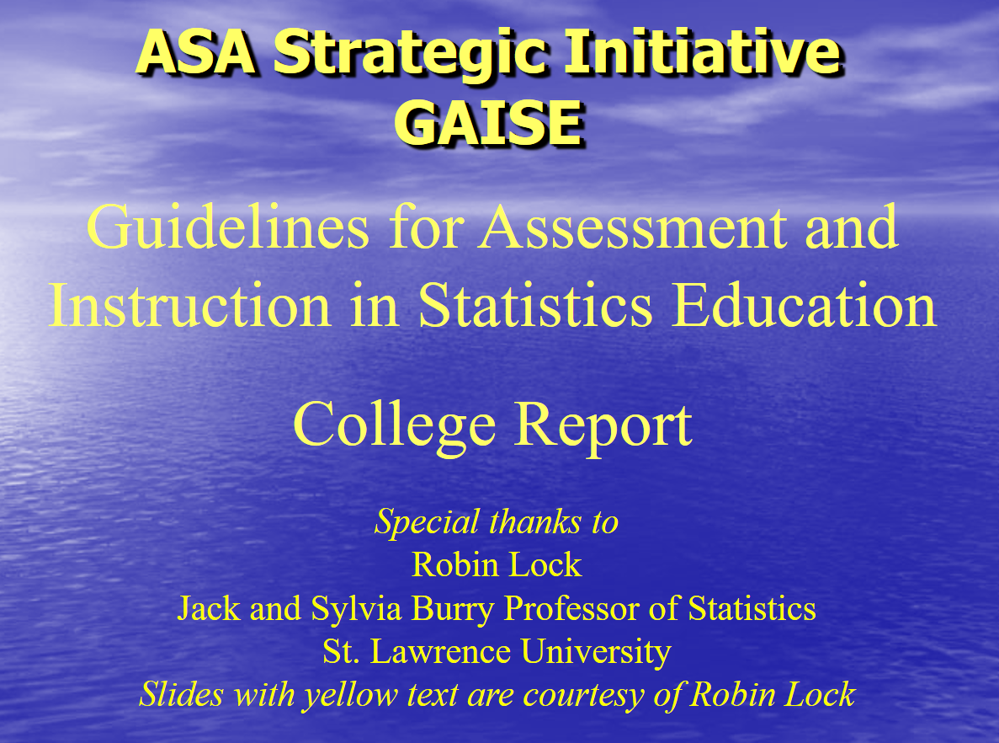 ASA Strategic Initiative
GAISE
Guidelines for Assessment and
Instruction in Statistics Education
College Report
Special thanks to
Robin Lock
Jack and Sylvia Burry Professor of Statistics
St. Lawrence University
Slides with yellow text are courtesy of Robin Lock